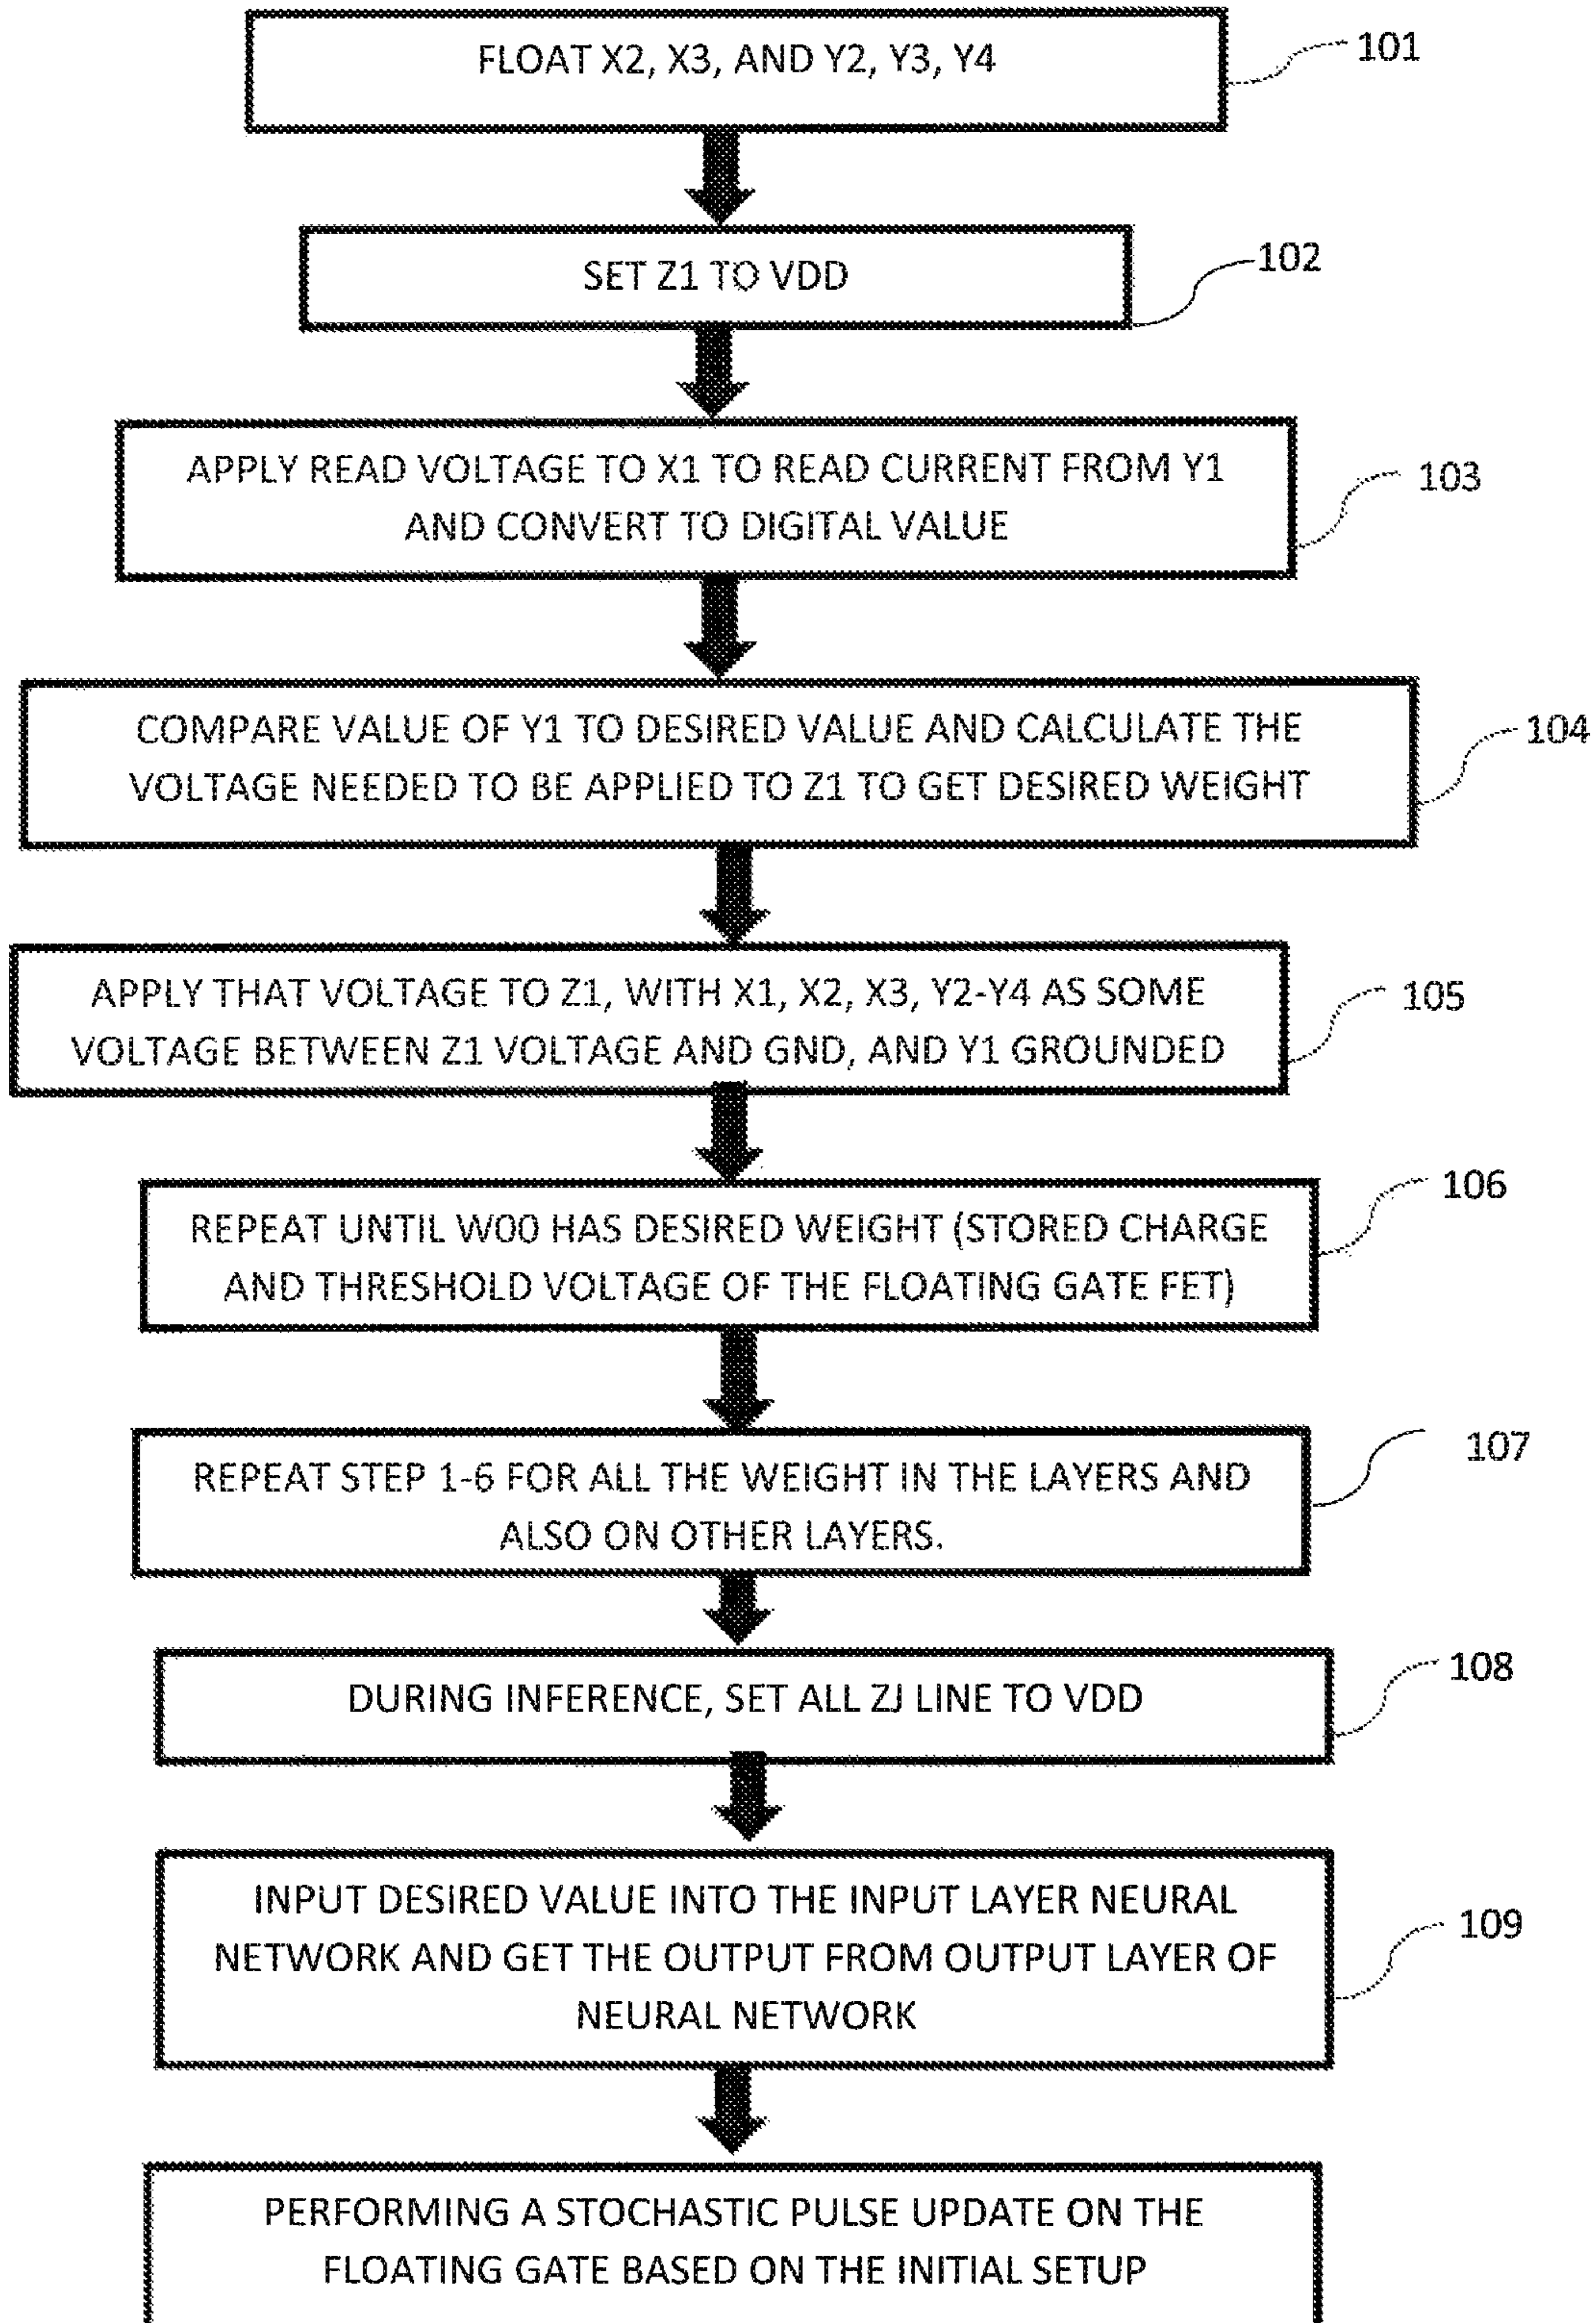 FLOAT X2, X3, AND Y2, Y3, Y4
101
SET Z1 TO VDD
102
APPLY READ VOLTAGE TO X1 TO READ CURRENT FROM Y1
AND CONVERT TO DIGITAL VALUE
103
COMPARE VALUE OF Y1 TO DESIRED VALUE AND CALCULATE THE
VOLTAGE NEEDED TO BE APPLIED TO Z1 TO GET DESIRED WEIGHT
104
APPLY THAT VOLTAGE TO Z1, WITH X1, X2, X3, Y2-Y4 AS SOME
VOLTAGE BETWEEN Z1 VOLTAGE AND GND, AND Y1 GROUNDED
105
REPEAT UNTIL W00 HAS DESIRED WEIGHT (STORED CHARGE
AND THRESHOLD VOLTAGE OF THE FLOATING GATE FET)
106
REPEAT STEP 1-6 FOR ALL THE WEIGHT IN THE LAYERS AND
ALSO ON OTHER LAYERS.
107
DURING INFERENCE, SET ALL ZJ LINE TO VDD
108
INPUT DESIRED VALUE INTO THE INPUT LAYER NEURAL
NETWORK AND GET THE OUTPUT FROM OUTPUT LAYER OF
NEURAL NETWORK
109
PERFORMING A STOCHASTIC PULSE UPDATE ON THE
FLOATING GATE BASED ON THE INITIAL SETUP